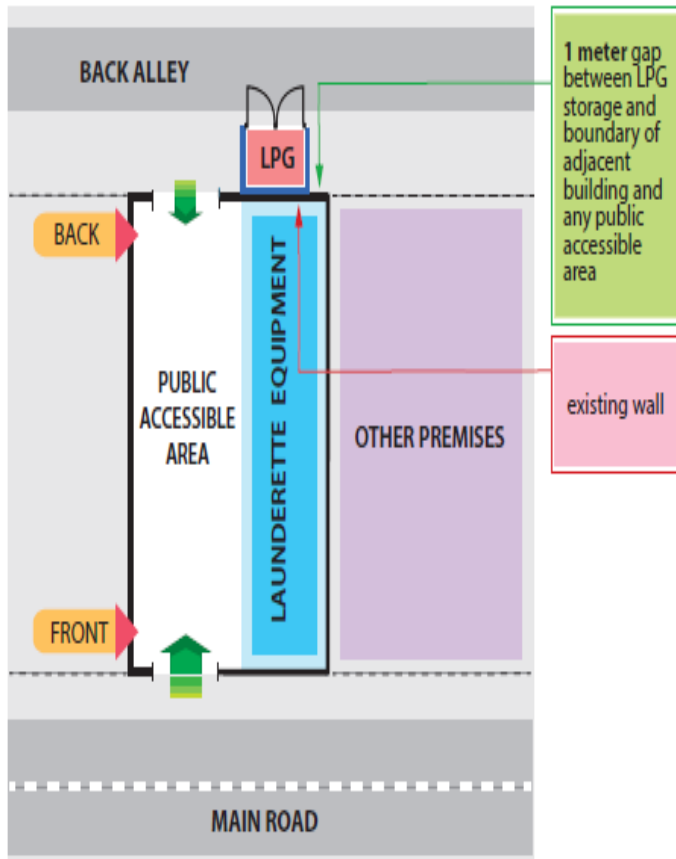 BACK ALLEY
1 meter gap
between LPG
storage and
boundary of
adjacent
building and
any public
accessible
area
LPG
BACK
LAUNDERETTE EQUIPMENT
PUBLIC
ACCESSIBLE
AREA
OTHER PREMISES
existing wall
FRONT
MAIN ROAD